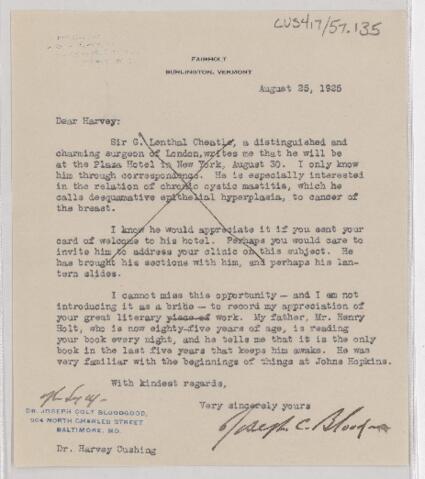 CUS417/57.135
FAIRHOLT
BURLINGTON, VERMONT
August 25, 1925
Dear Harvey:
Sir G. Lenthal Cheatle, a distinguished and
charming surgeon of London, writes me that he will be
at the Plaza Hotel in New York, August 30. I only know
him through correspondence. He is especially interested
in the relation of chronic cystic mastitis, which he
calls desquamative epithelial hyperplasia, to cancer of
the breast.
I know he would appreciate it if you sent your
card of welcome to his hotel. Perhaps you would care to
invite him to address your clinic on this subject. He
has brought his sections with him, and perhaps his lan-
tern slides.
I cannot miss this opportunity — and I am not
introducing it as a bribe — to record my appreciation of
your great literary piece of work. My father, Mr. Henry
Holt, who is now eighty-five years of age, is reading
your book every night, and he tells me that it is the only
book in the last five years that keeps him awake. He was
very familiar with the beginnings of things at Johns Hopkins.
With kindest regards,
Very sincerely yours
Joseph C. Bloodgood
DR. JOSEPH COLT BLOODGOOD,
904 NORTH CHARLES STREET
BALTIMORE, MD.
Dr. Harvey Cushing